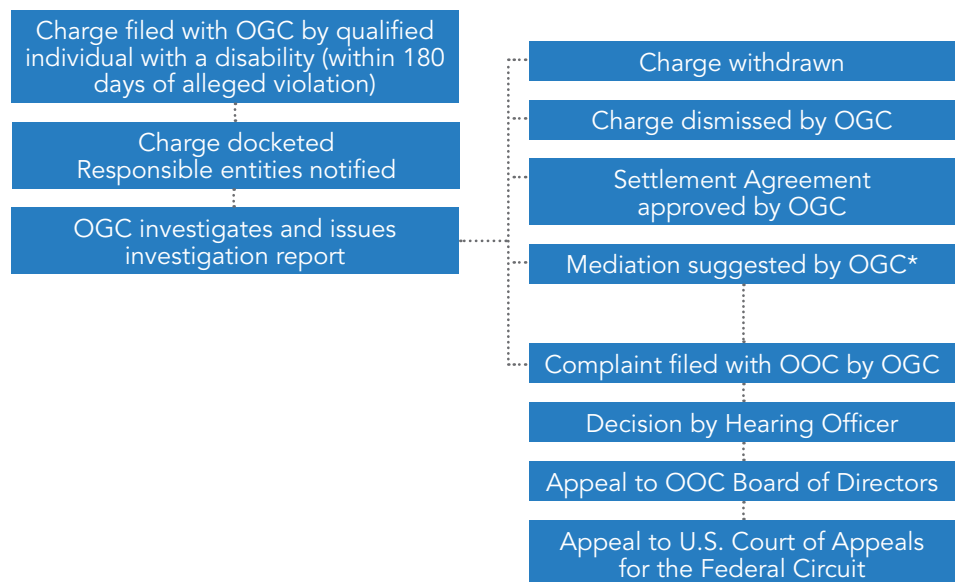 Charge filed with OGC by qualified
individual with a disability (within 180
days of alleged violation)
Charge docketed
Responsible entities notified
OGC investigates and issues
investigation report
Charge withdrawn
Charge dismissed by OGC
Settlement Agreement
approved by OGC
Mediation suggested by OGC*
Complaint filed with OOC by OGC
Decision by Hearing Officer
Appeal to OOC Board of Directors
Appeal to U.S. Court of Appeals
for the Federal Circuit